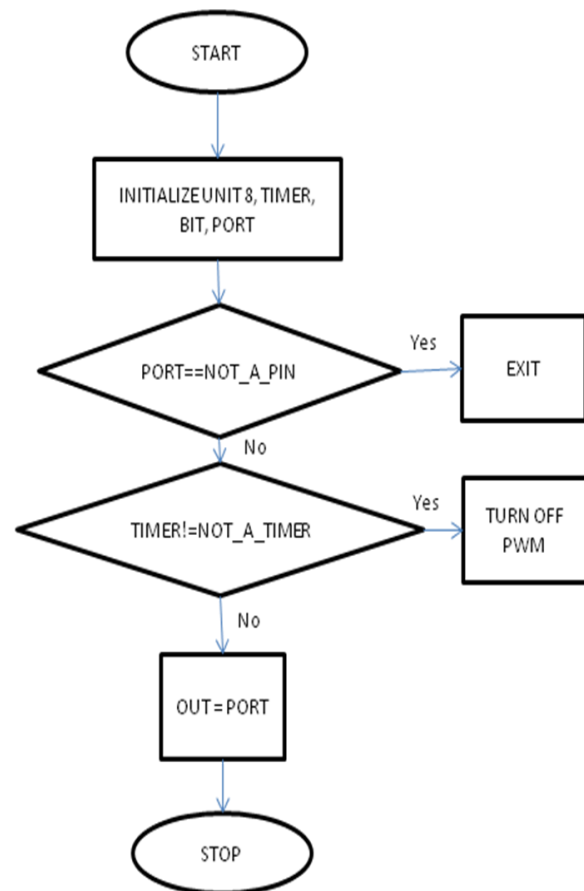 START
INITIALIZE UNIT 8, TIMER,
BIT, PORT
PORT==NOT_A_PIN
Yes
EXIT
No
TIMER!=NOT_A_TIMER
Yes
TURN OFF
PWM
No
OUT = PORT
STOP